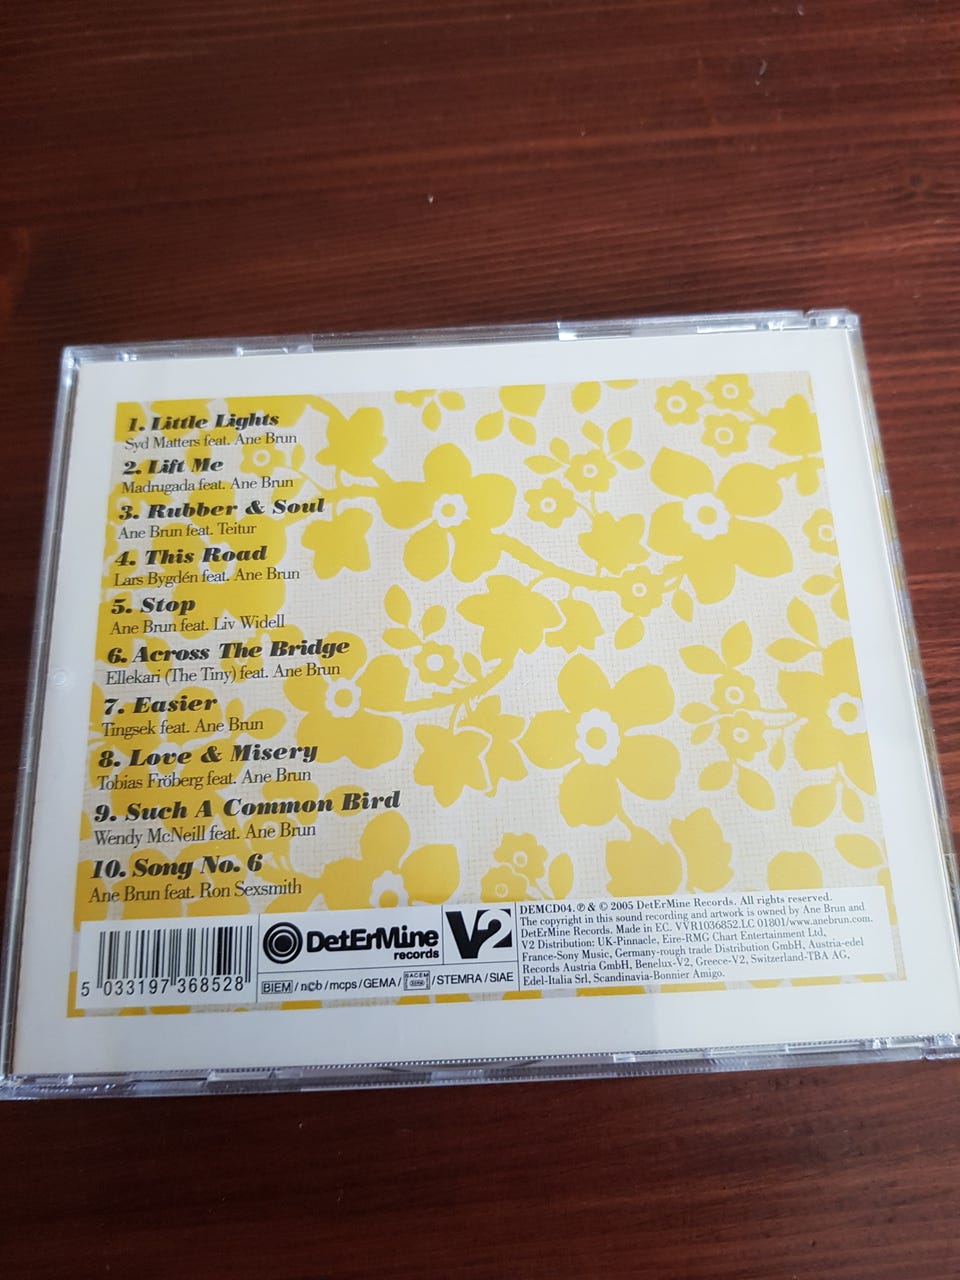 1. Little Lights
Syd Matters feat. Ane Brun
2. Lift Me
Madrugada feat. Ane Brun
3. Rubber & Soul
Ane Brun feat. Teitur
4. This Road
Lars Bygdén feat. Ane Brun
5. Stop
Ane Brun feat. Liv Widell
6. Across The Bridge
Ellekari (The Tiny) feat. Ane Brun
7. Easier
Tingsek feat. Ane Brun
8. Love & Misery
Tobias Fröberg feat. Ane Brun
9. Such A Common Bird
Wendy McNeill feat. Ane Brun
10. Song No. 6
Ane Brun feat. Ron Sexsmith
5 033197 368528
DetErMine
records
BIEM / n©b / mcps / GEMA / SACEM / STEMRA / SIAE
V2
DEMCD04. ℗ & © 2005 DetErMine Records. All rights reserved.
The copyright in this sound recording and artwork is owned by Ane Brun and
DetErMine Records. Made in EC. VVR1036852.LC 01801/www.anebrun.com.
V2 Distribution: UK-Pinnacle, Eire-RMG Chart Entertainment Ltd,
France-Sony Music, Germany-rough trade Distribution GmbH, Austria-edel
Records Austria GmbH, Benelux-V2, Greece-V2, Switzerland-TBA AG,
Edel-Italia Srl, Scandinavia-Bonnier Amigo.